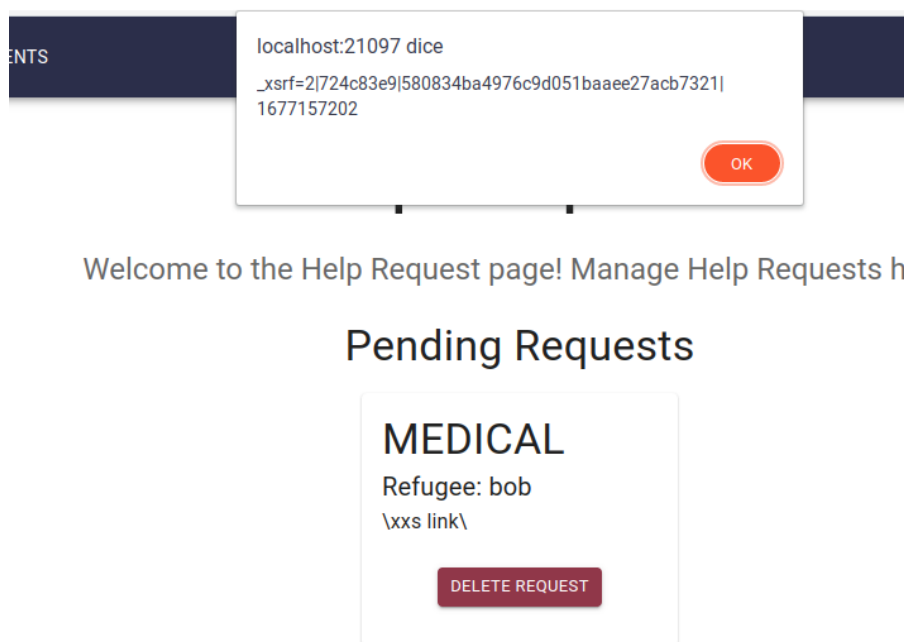 ENTS
localhost:21097 dice
_xsrf=2|724c83e9|580834ba4976c9d051baaee27acb7321|
1677157202
OK
Welcome to the Help Request page! Manage Help Requests h
Pending Requests
MEDICAL
Refugee: bob
\xxs link\
DELETE REQUEST